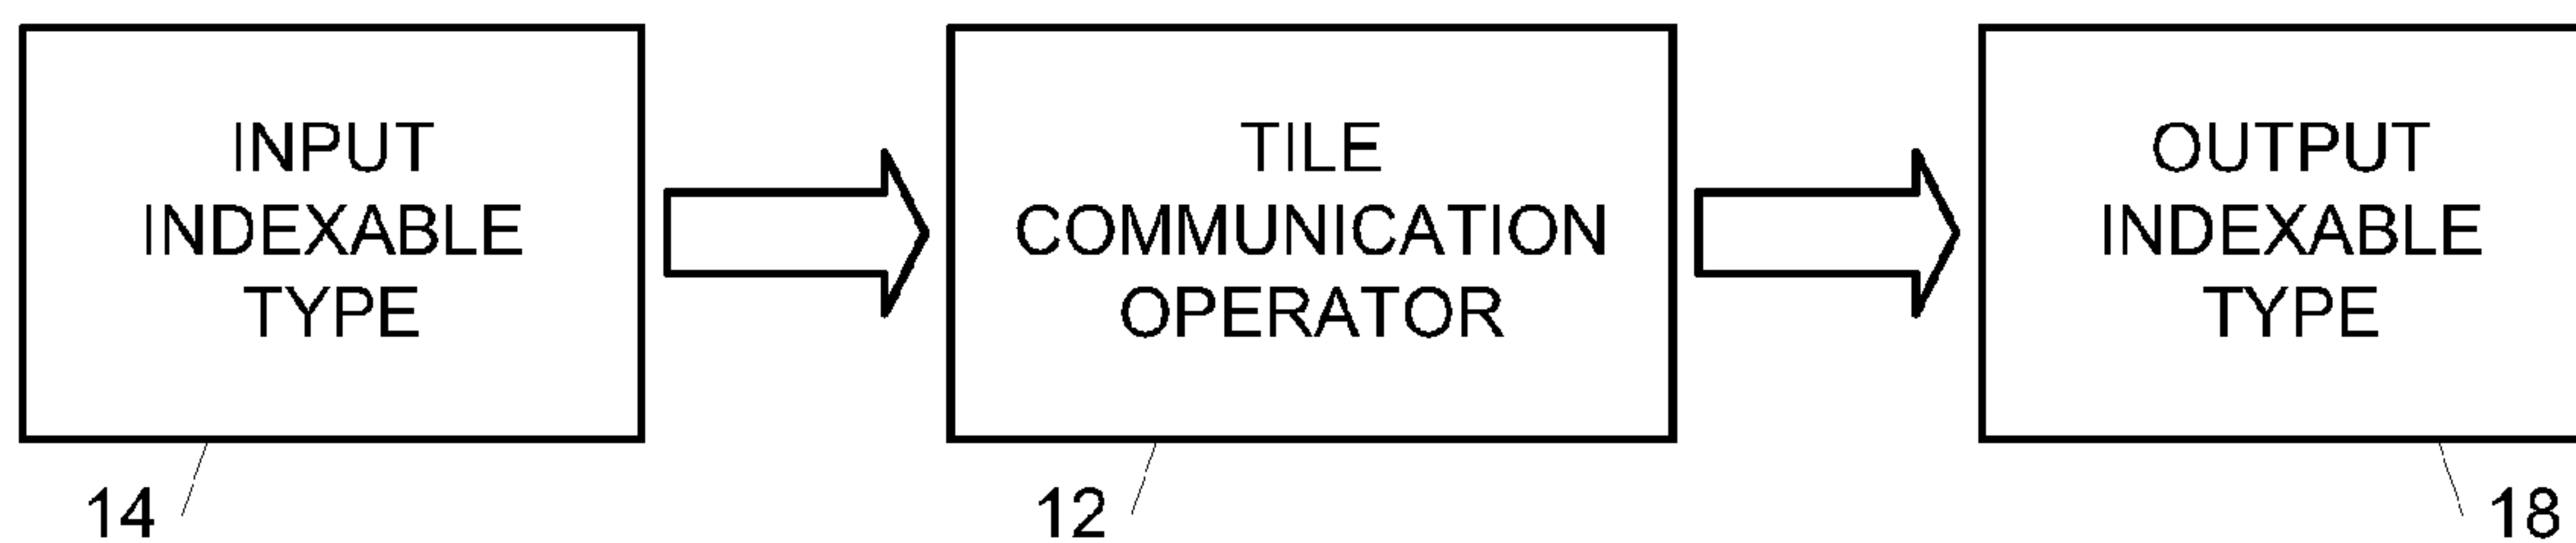 INPUT
INDEXABLE
TYPE
TILE
COMMUNICATION
OPERATOR
OUTPUT
INDEXABLE
TYPE
14
12
18